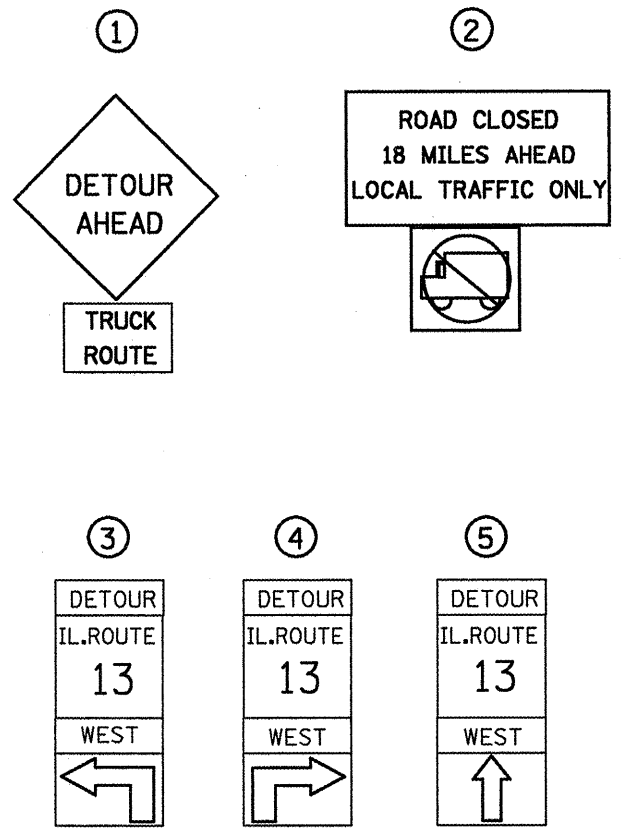 1
2
DETOUR
AHEAD
TRUCK
ROUTE
ROAD CLOSED
18 MILES AHEAD
LOCAL TRAFFIC ONLY
3
4
5
DETOUR
IL.ROUTE
13
WEST
DETOUR
IL.ROUTE
13
WEST
DETOUR
IL.ROUTE
13
WEST